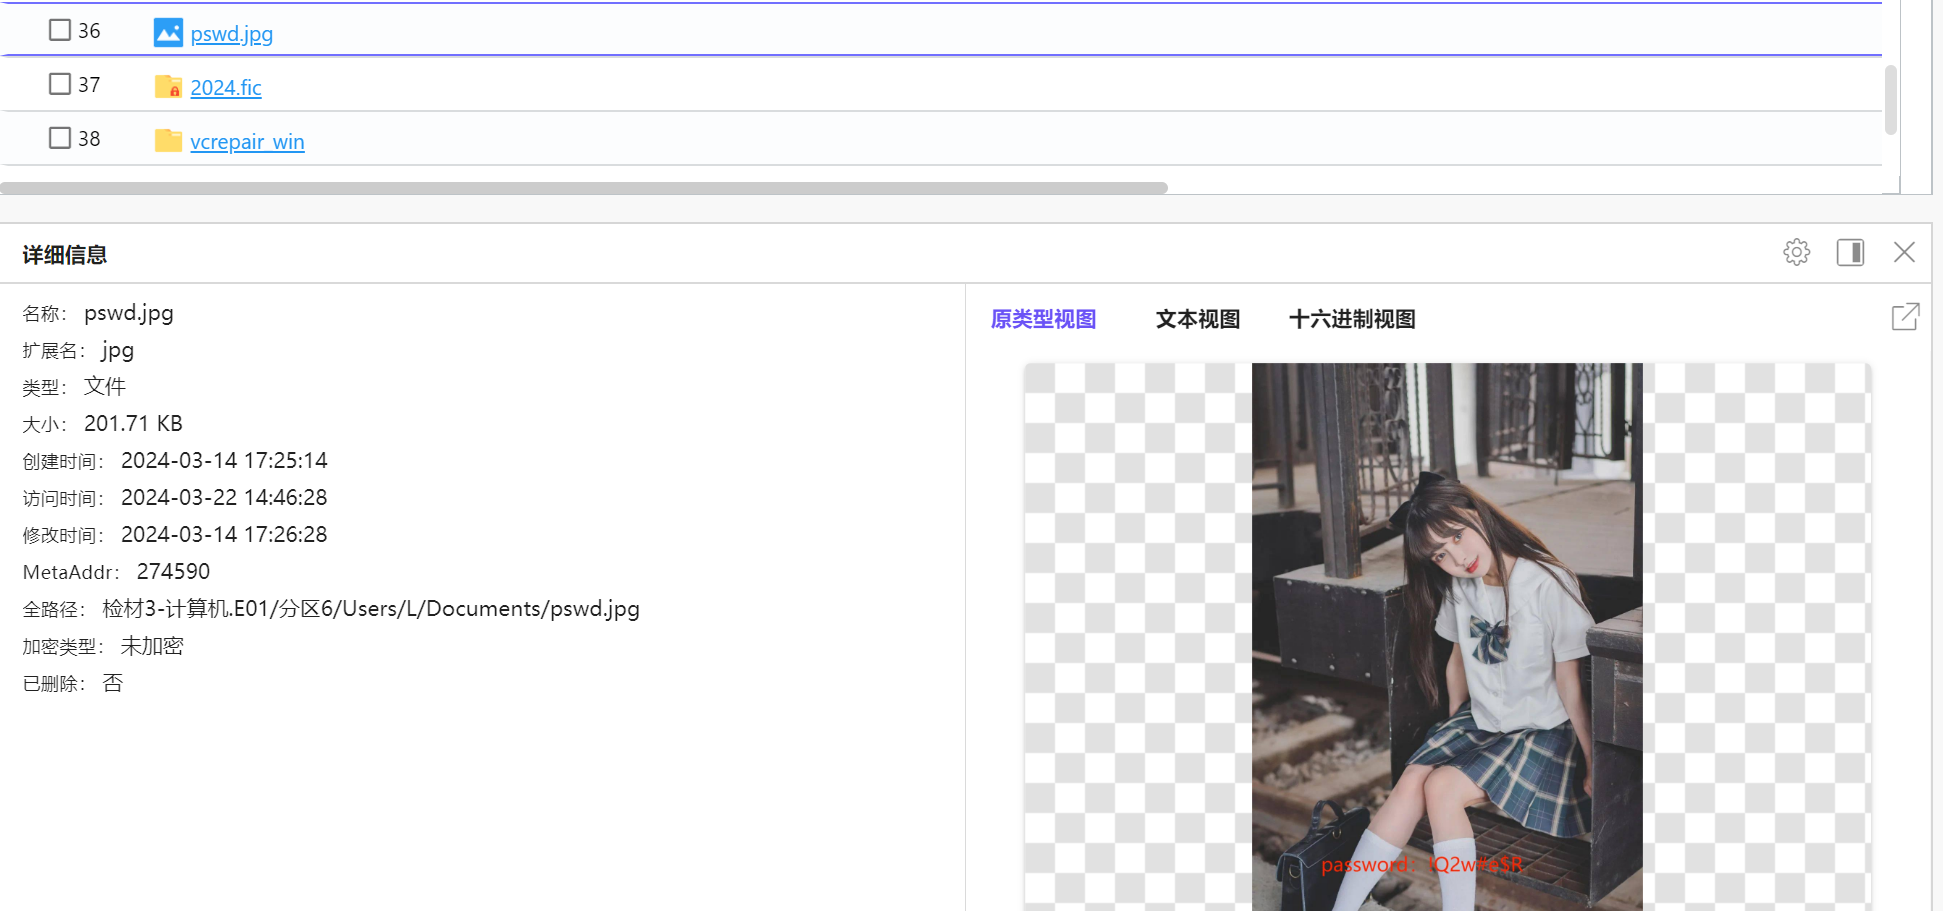 36 pswd.jpg
37 2024.fic
38 vcrepair_win
详细信息
名称： pswd.jpg
扩展名： jpg
类型： 文件
大小： 201.71 KB
创建时间： 2024-03-14 17:25:14
访问时间： 2024-03-22 14:46:28
修改时间： 2024-03-14 17:26:28
MetaAddr： 274590
全路径： 检材3-计算机.E01/分区6/Users/L/Documents/pswd.jpg
加密类型： 未加密
已删除： 否
原类型视图 文本视图 十六进制视图
password：!Q2w#e$R